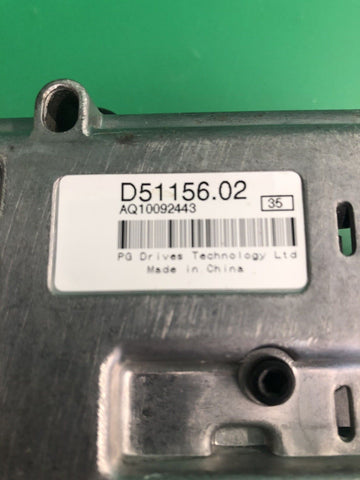 D51156.02
AQ10092443
35
PG Drives Technology Ltd
Made in China